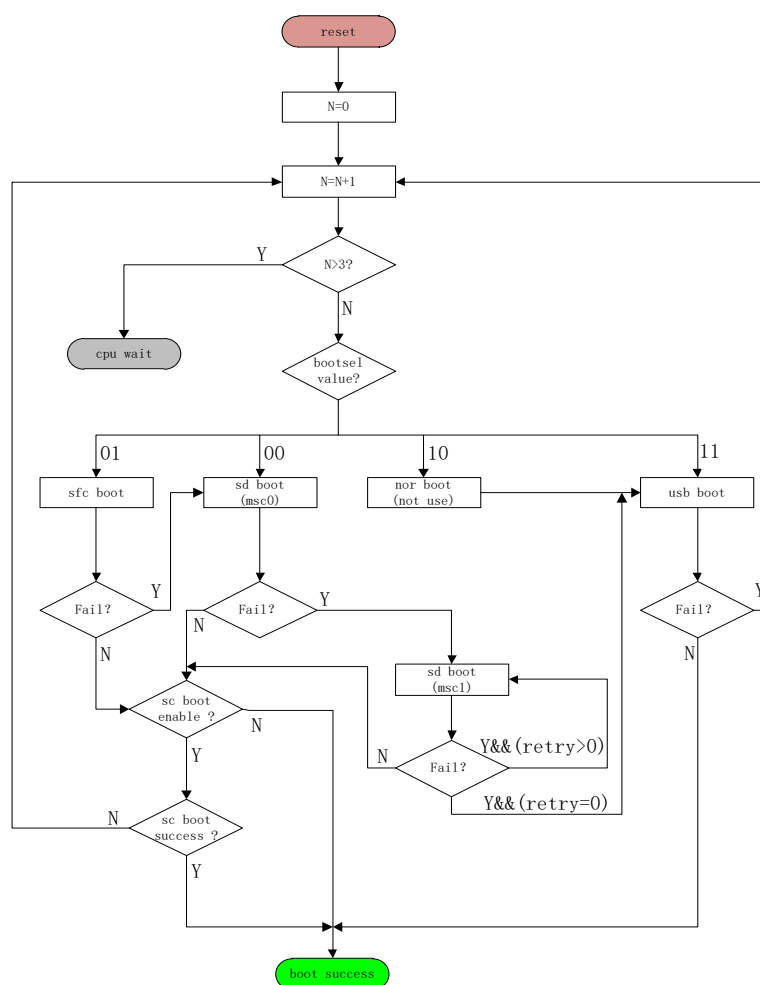 reset
N=0
N=N+1
Y
N>3?
N
cpu wait
bootsel
value?
01
00
10
11
sfc boot
sd boot
(msc0)
nor boot
(not use)
usb boot
Fail?
Y
N
Fail?
Y
N
Fail?
Y
N
sd boot
(msc1)
sc boot
enable ?
N
Y
Fail?
N
Y&&(retry>0)
Y&&(retry=0)
sc boot
success ?
N
Y
boot success